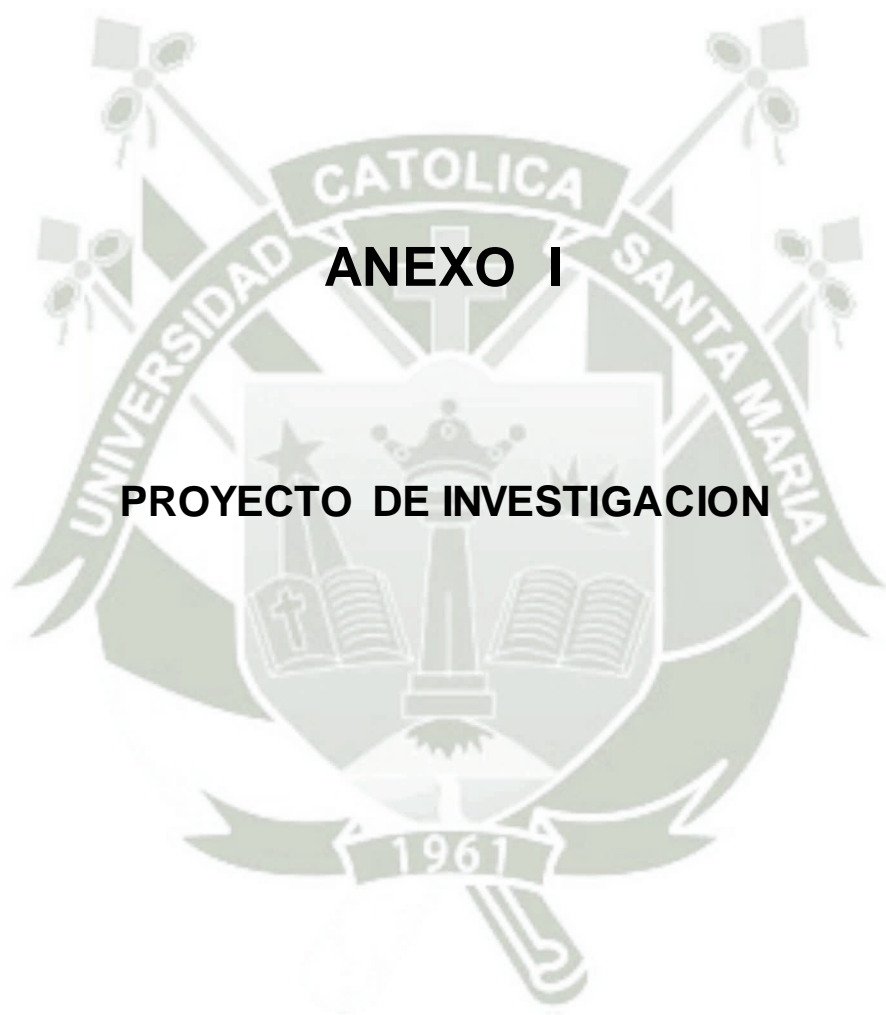 CATOLICA
UNIVERSIDAD
SANTA MARIA
ANEXO I
PROYECTO DE INVESTIGACION
1961